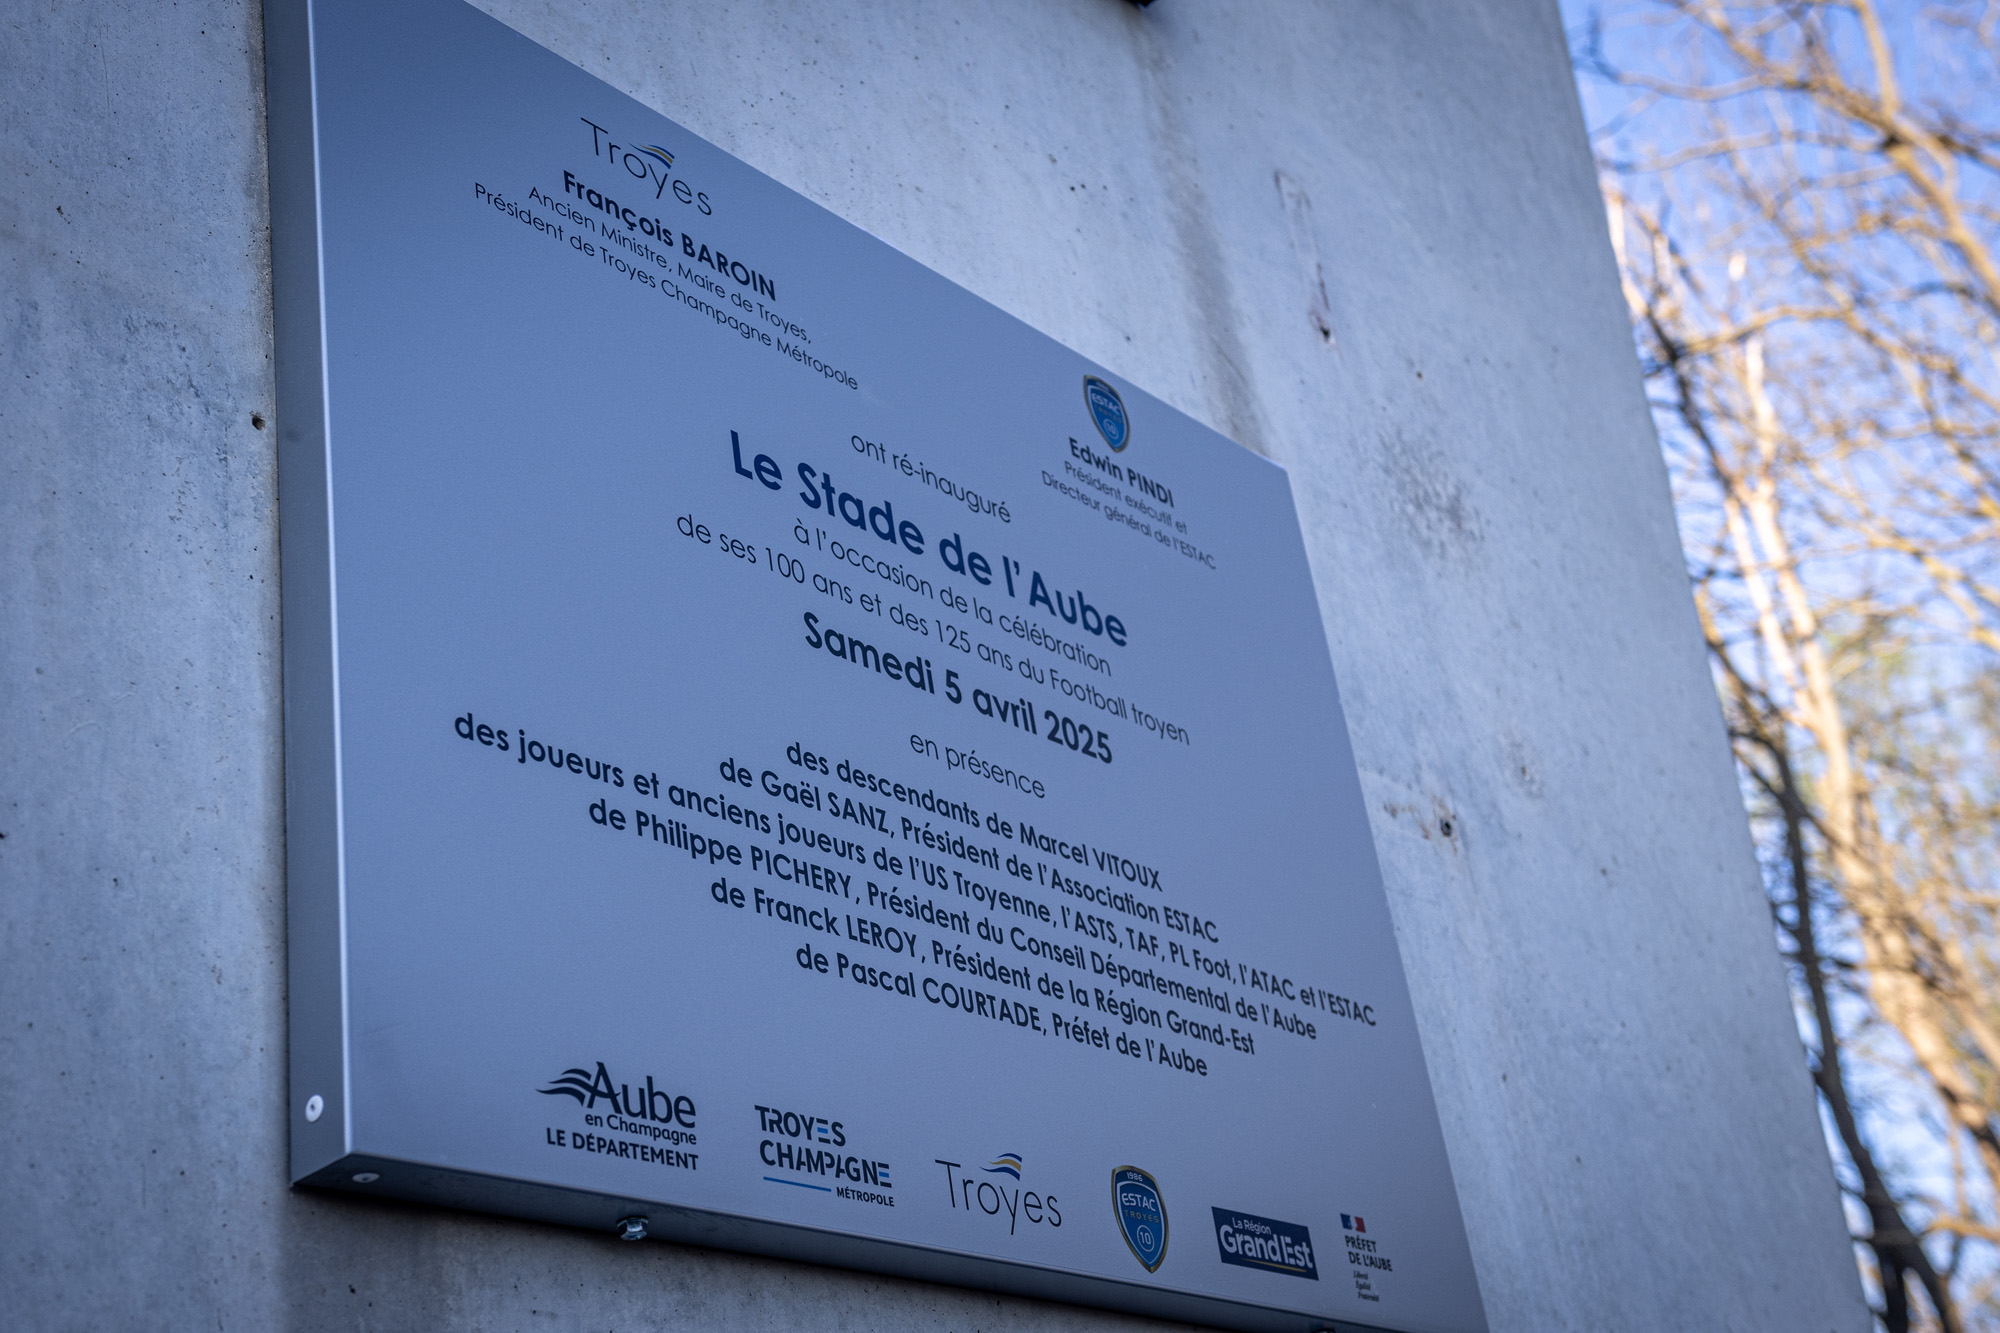 Troyes
François BAROIN
Ancien Ministre, Maire de Troyes,
Président de Troyes Champagne Métropole
ESTAC
Edwin PINDI
Président exécutif et
Directeur général de l'ESTAC
ont ré-inauguré
Le Stade de l'Aube
à l'occasion de la célébration
de ses 100 ans et des 125 ans du Football troyen
Samedi 5 avril 2025
en présence
des descendants de Marcel VITOUX
de Gaël SANZ, Président de l'Association ESTAC
des joueurs et anciens joueurs de l'US Troyenne, l'ASTS, TAF, PL Foot, l'ATAC et l'ESTAC
de Philippe PICHERY, Président du Conseil Départemental de l'Aube
de Franck LEROY, Président de la Région Grand-Est
de Pascal COURTADE, Préfet de l'Aube
Aube
en Champagne
LE DÉPARTEMENT
TROYES
CHAMPAGNE
MÉTROPOLE
Troyes
1986
ESTAC
TROYES
10
La Région
Grand Est
PRÉFET
DE L'AUBE
Liberté
Égalité
Fraternité